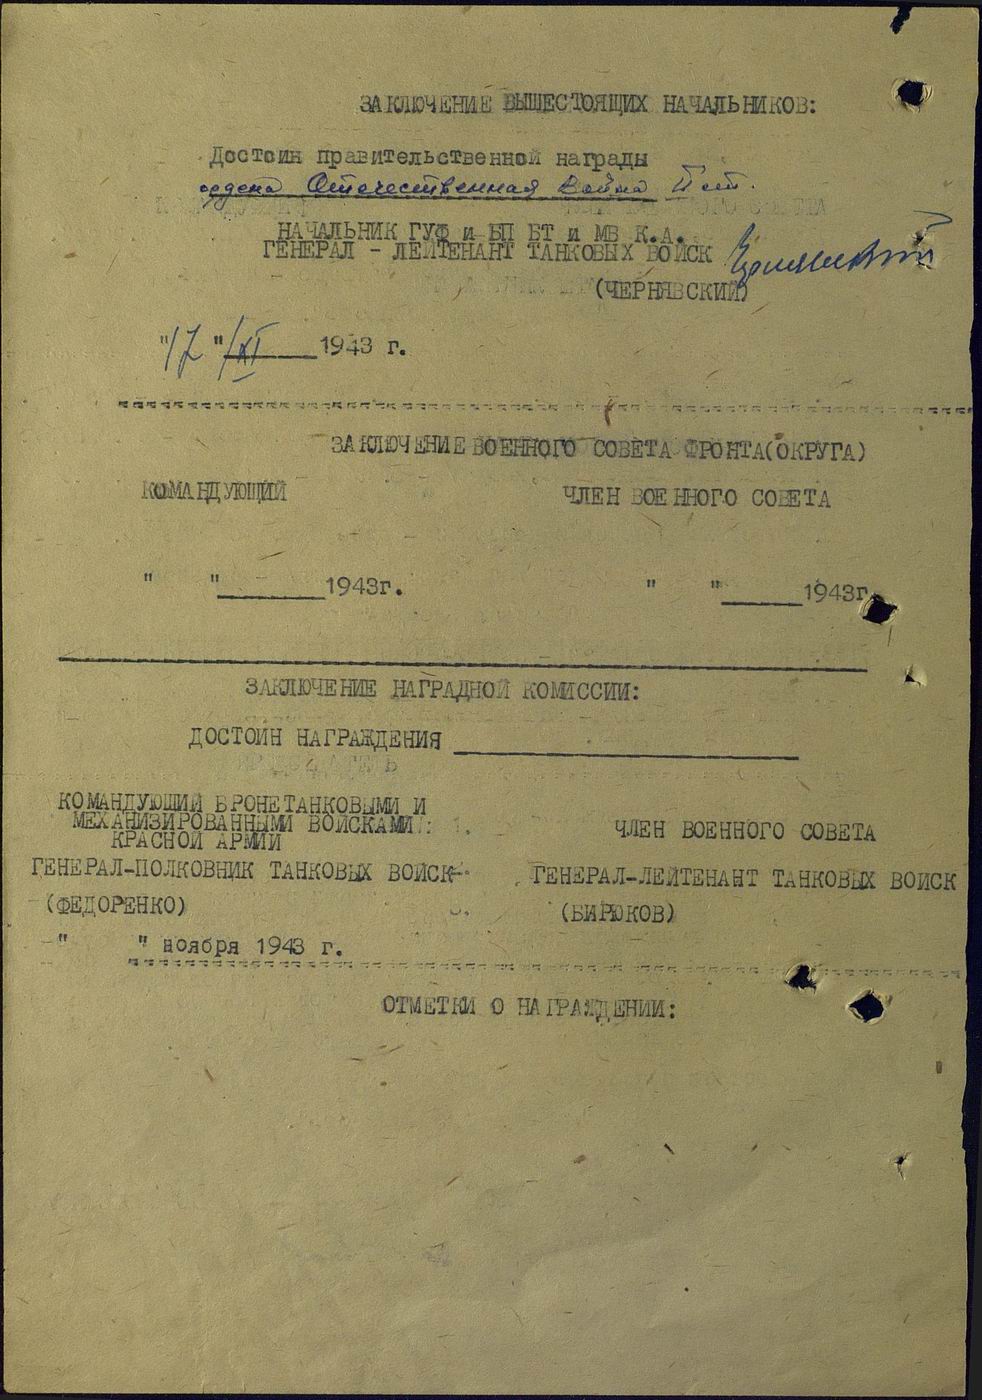 ЗАКЛЮЧЕНИЕ ВЫШЕСТОЯЩИХ НАЧАЛЬНИКОВ:
Достоин правительственной награды
ордена Отечественная Война II ст.
НАЧАЛЬНИК ГУФ и БП БТ и МВ К.А.
ГЕНЕРАЛ - ЛЕЙТЕНАНТ ТАНКОВЫХ ВОЙСК
(ЧЕРНЯВСКИЙ)
"17" /XI 1943 г.
ЗАКЛЮЧЕНИЕ ВОЕННОГО СОВЕТА ФРОНТА(ОКРУГА)
КОМАНДУЮЩИЙ ЧЛЕН ВОЕННОГО СОВЕТА
" "________1943г. " "______1943г.
ЗАКЛЮЧЕНИЕ НАГРАДНОЙ КОМИССИИ:
ДОСТОИН НАГРАЖДЕНИЯ
КОМАНДУЮЩИЙ БРОНЕТАНКОВЫМИ И
МЕХАНИЗИРОВАННЫМИ ВОЙСКАМИ
КРАСНОЙ АРМИИ
ЧЛЕН ВОЕННОГО СОВЕТА
ГЕНЕРАЛ-ПОЛКОВНИК ТАНКОВЫХ ВОЙСК ГЕНЕРАЛ-ЛЕЙТЕНАНТ ТАНКОВЫХ ВОЙСК
(ФЕДОРЕНКО) (БИРЮКОВ)
" " ноября 1943 г.
ОТМЕТКИ О НАГРАЖДЕНИИ: